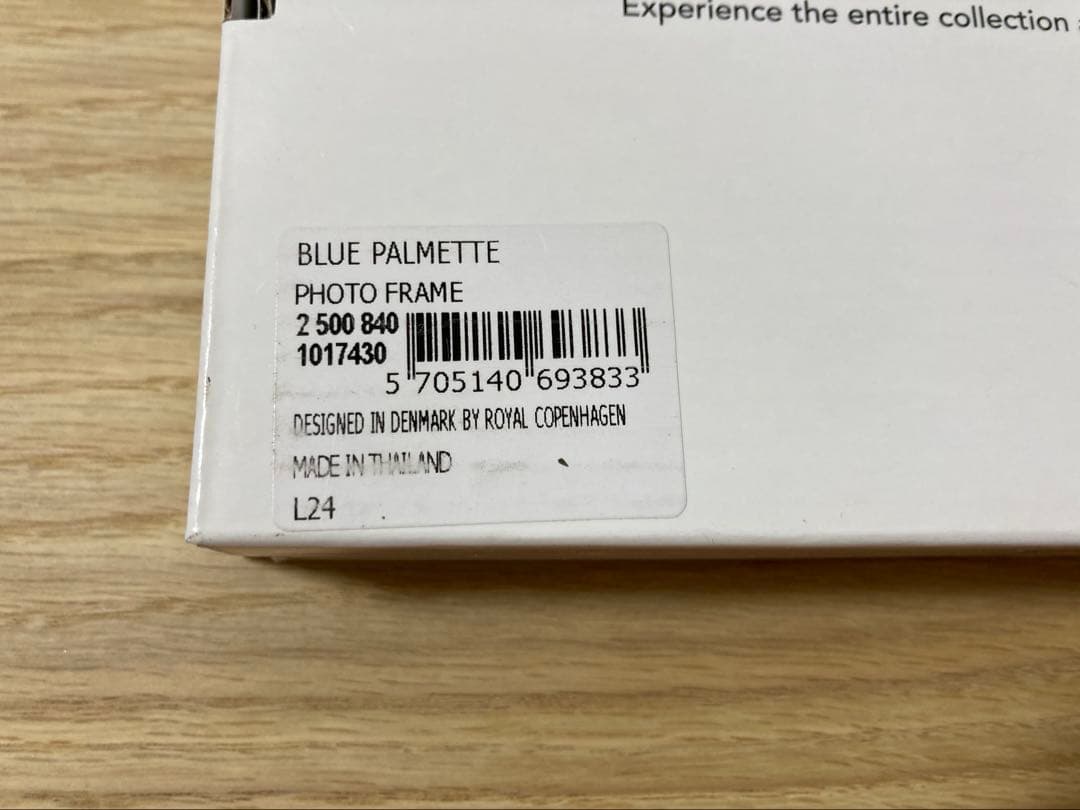 Experience the entire collection
BLUE PALMETTE
PHOTO FRAME
2 500 840
1017430
5 705140 693833
DESIGNED IN DENMARK BY ROYAL COPENHAGEN
MADE IN THAILAND
L24